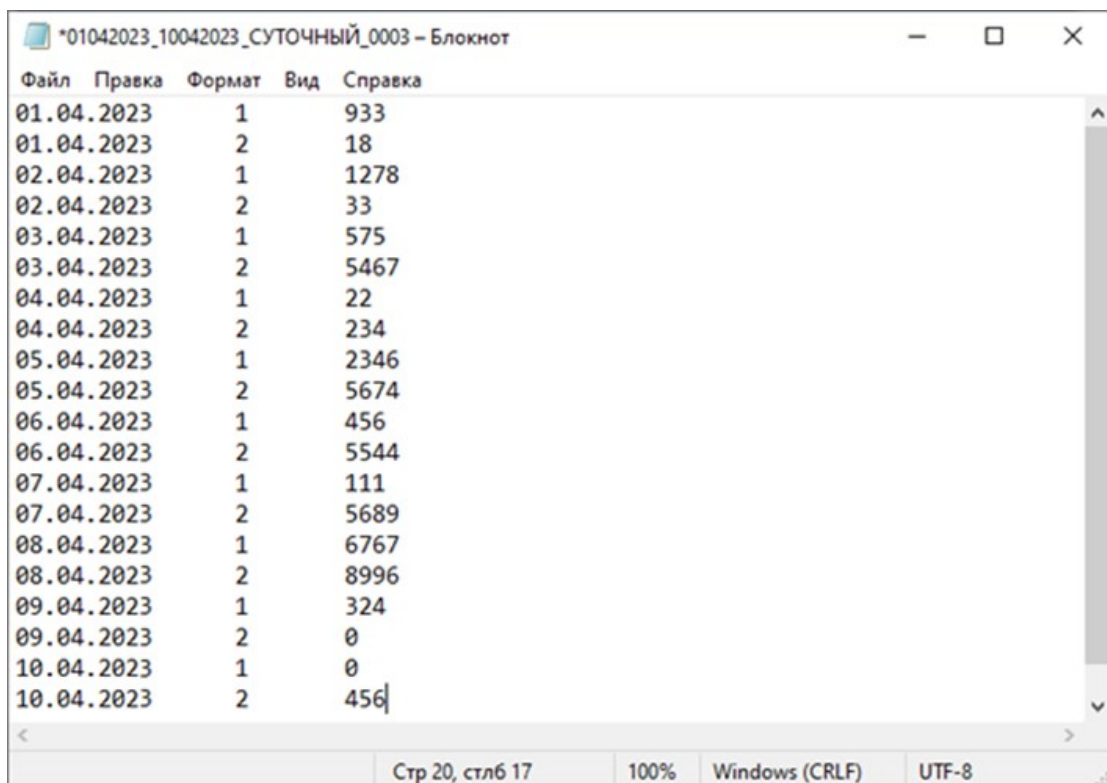 *01042023_10042023_СУТОЧНЫЙ_0003 – Блокнот
Файл Правка Формат Вид Справка
01.04.2023 1 933
01.04.2023 2 18
02.04.2023 1 1278
02.04.2023 2 33
03.04.2023 1 575
03.04.2023 2 5467
04.04.2023 1 22
04.04.2023 2 234
05.04.2023 1 2346
05.04.2023 2 5674
06.04.2023 1 456
06.04.2023 2 5544
07.04.2023 1 111
07.04.2023 2 5689
08.04.2023 1 6767
08.04.2023 2 8996
09.04.2023 1 324
09.04.2023 2 0
10.04.2023 1 0
10.04.2023 2 456
Стр 20, стлб 17 100% Windows (CRLF) UTF-8